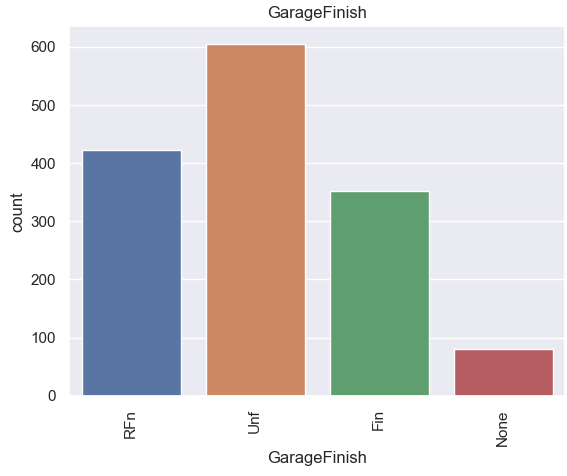 GarageFinish
600
500
400
300
200
100
0
count
RFn
Unf
Fin
None
GarageFinish